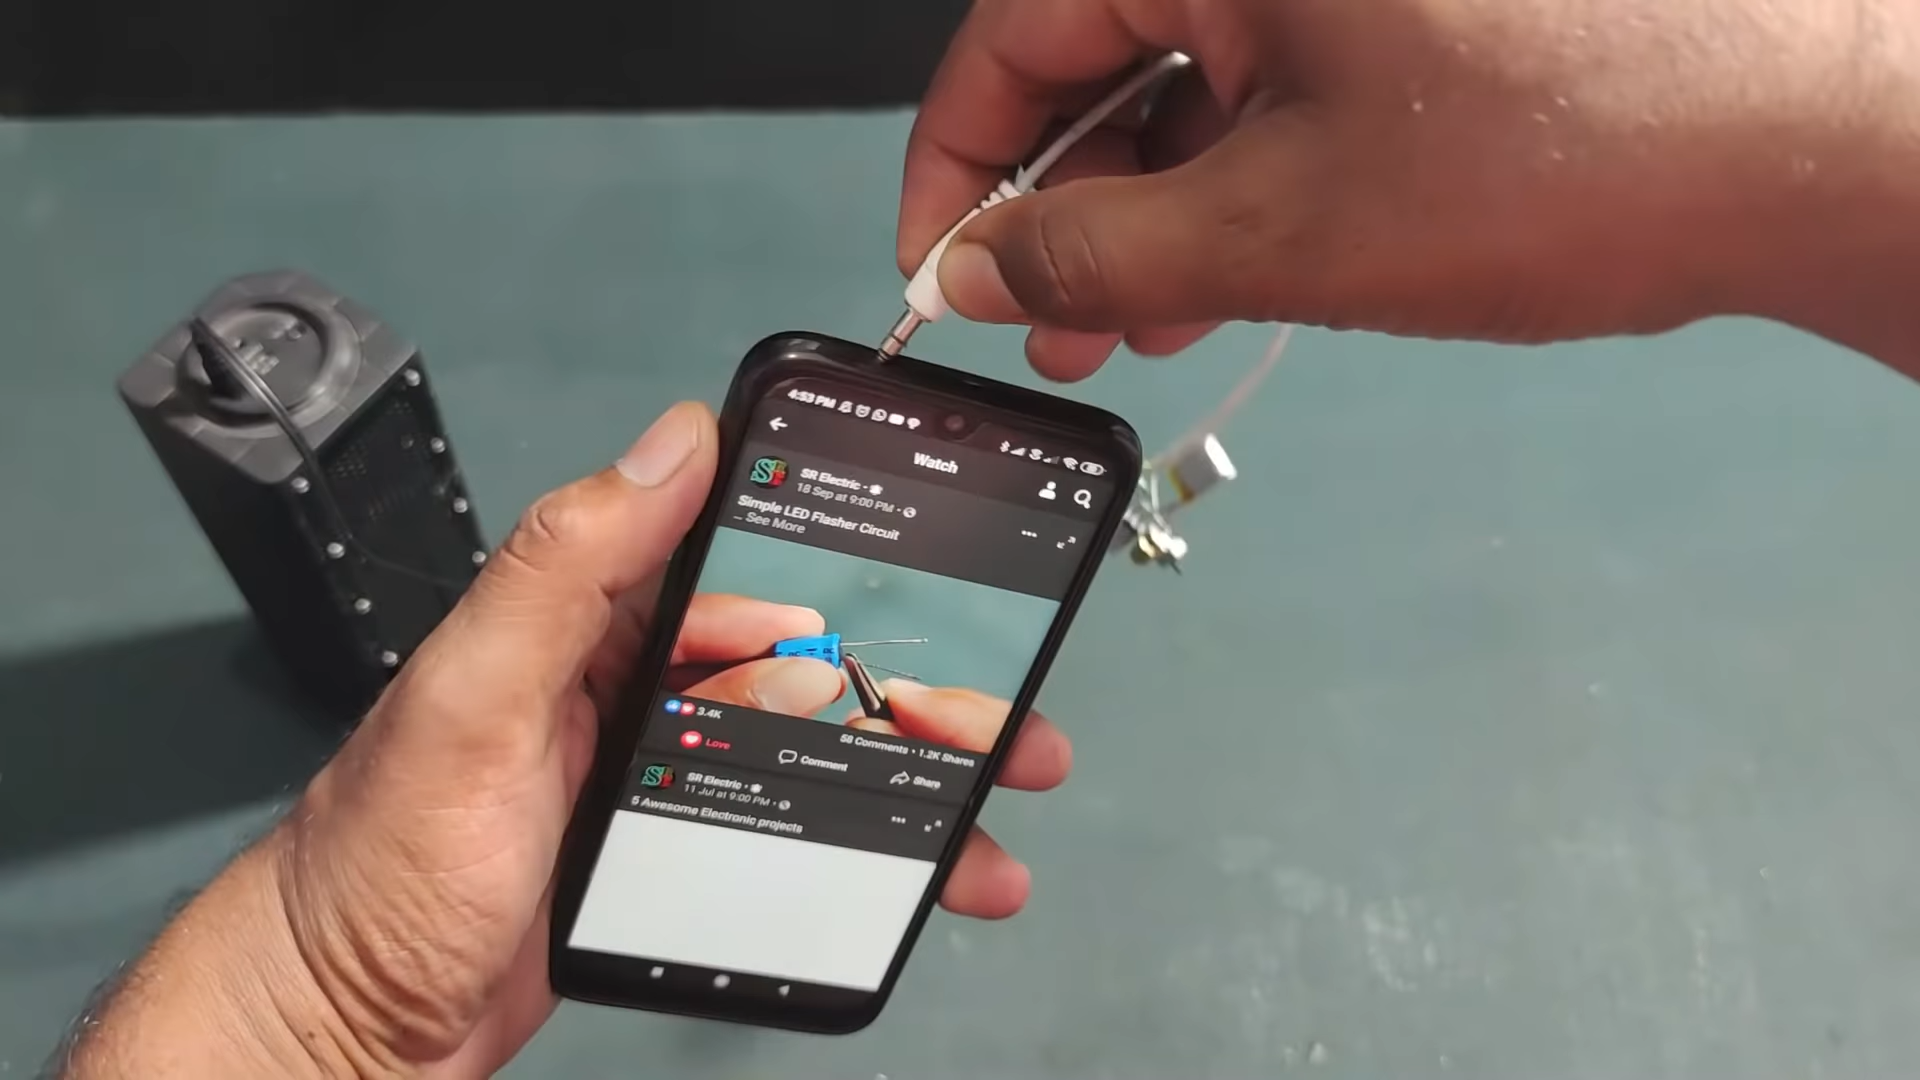 4:53 PM
Watch
SR Electric ·
18 Sep at 9:00 PM ·
Simple LED Flasher Circuit
... See More
3.4K
58 Comments • 1.2K Shares
Love
Comment
Share
SR Electric ·
11 Jul at 9:00 PM ·
5 Awesome Electronic projects